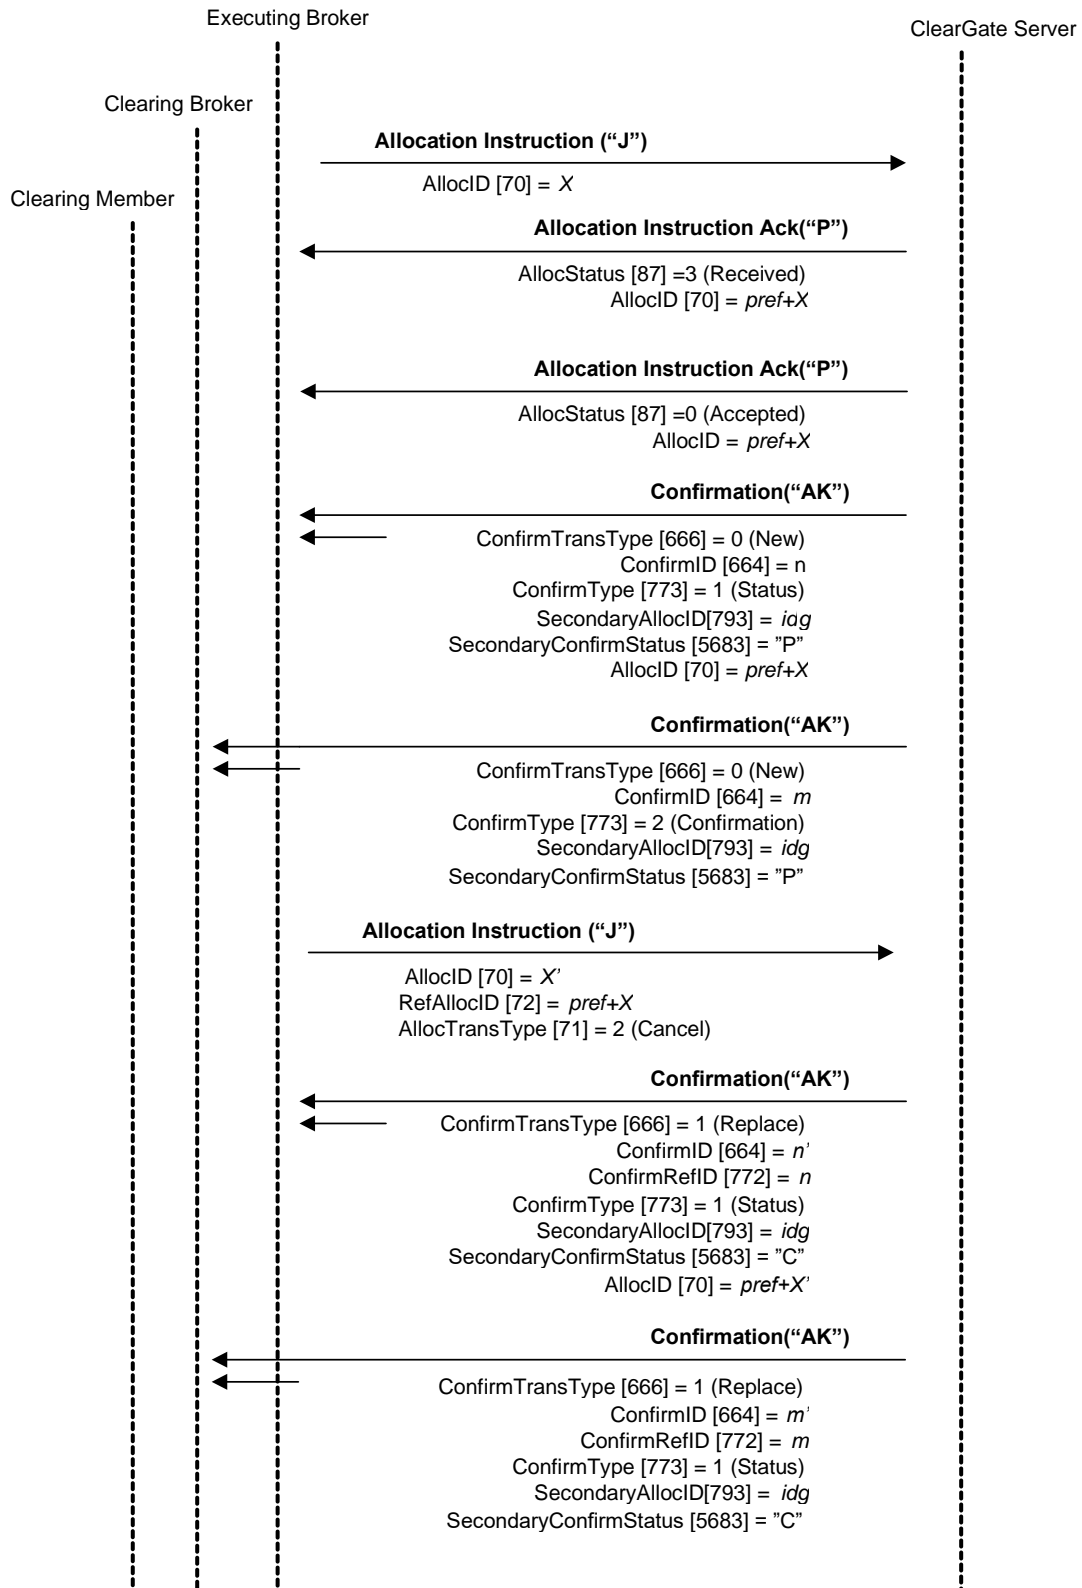 Executing Broker
ClearGate Server
Clearing Broker
Clearing Member
Allocation Instruction (“J”)
AllocID [70] = X
Allocation Instruction Ack(“P”)
AllocStatus [87] =3 (Received)
AllocID [70] = pref+X
Allocation Instruction Ack(“P”)
AllocStatus [87] =0 (Accepted)
AllocID = pref+X
Confirmation(“AK”)
ConfirmTransType [666] = 0 (New)
ConfirmID [664] = n
ConfirmType [773] = 1 (Status)
SecondaryAllocID[793] = idg
SecondaryConfirmStatus [5683] = ”P”
AllocID [70] = pref+X
Confirmation(“AK”)
ConfirmTransType [666] = 0 (New)
ConfirmID [664] = m
ConfirmType [773] = 2 (Confirmation)
SecondaryAllocID[793] = idg
SecondaryConfirmStatus [5683] = ”P”
Allocation Instruction (“J”)
AllocID [70] = X’
RefAllocID [72] = pref+X
AllocTransType [71] = 2 (Cancel)
Confirmation(“AK”)
ConfirmTransType [666] = 1 (Replace)
ConfirmID [664] = n’
ConfirmRefID [772] = n
ConfirmType [773] = 1 (Status)
SecondaryAllocID[793] = idg
SecondaryConfirmStatus [5683] = ”C”
AllocID [70] = pref+X’
Confirmation(“AK”)
ConfirmTransType [666] = 1 (Replace)
ConfirmID [664] = m’
ConfirmRefID [772] = m
ConfirmType [773] = 1 (Status)
SecondaryAllocID[793] = idg
SecondaryConfirmStatus [5683] = ”C”